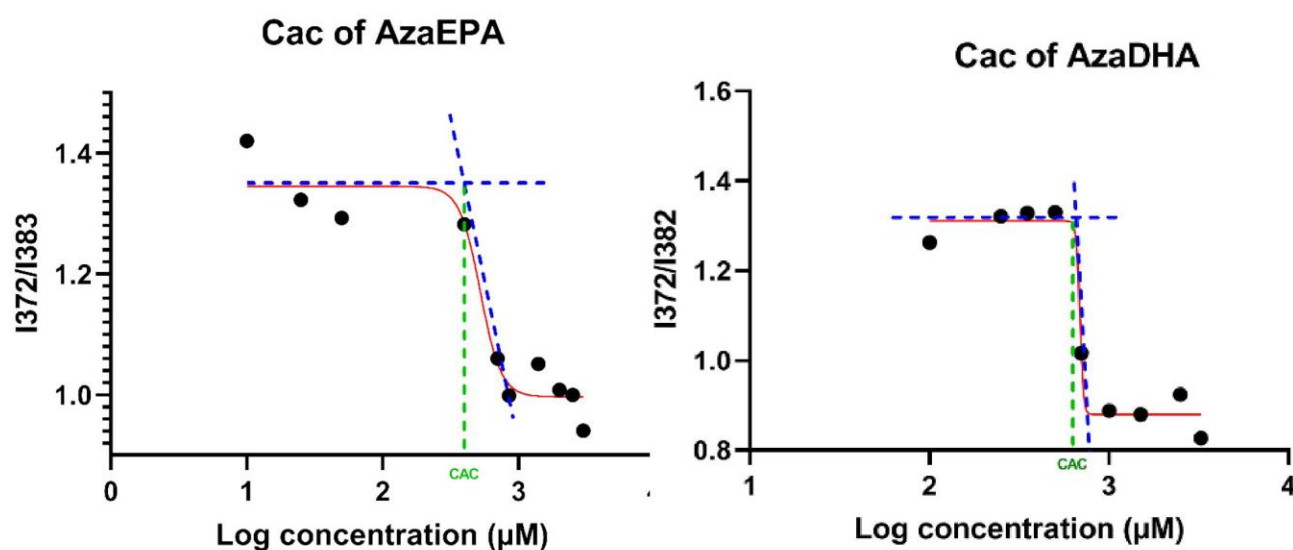 Cac of AzaEPA
I372/I383
1.4
1.2
1.0
0
1
2
3
CAC
Log concentration (µM)
Cac of AzaDHA
I372/I382
1.6
1.4
1.2
1.0
0.8
1
2
3
4
CAC
Log concentration (µM)